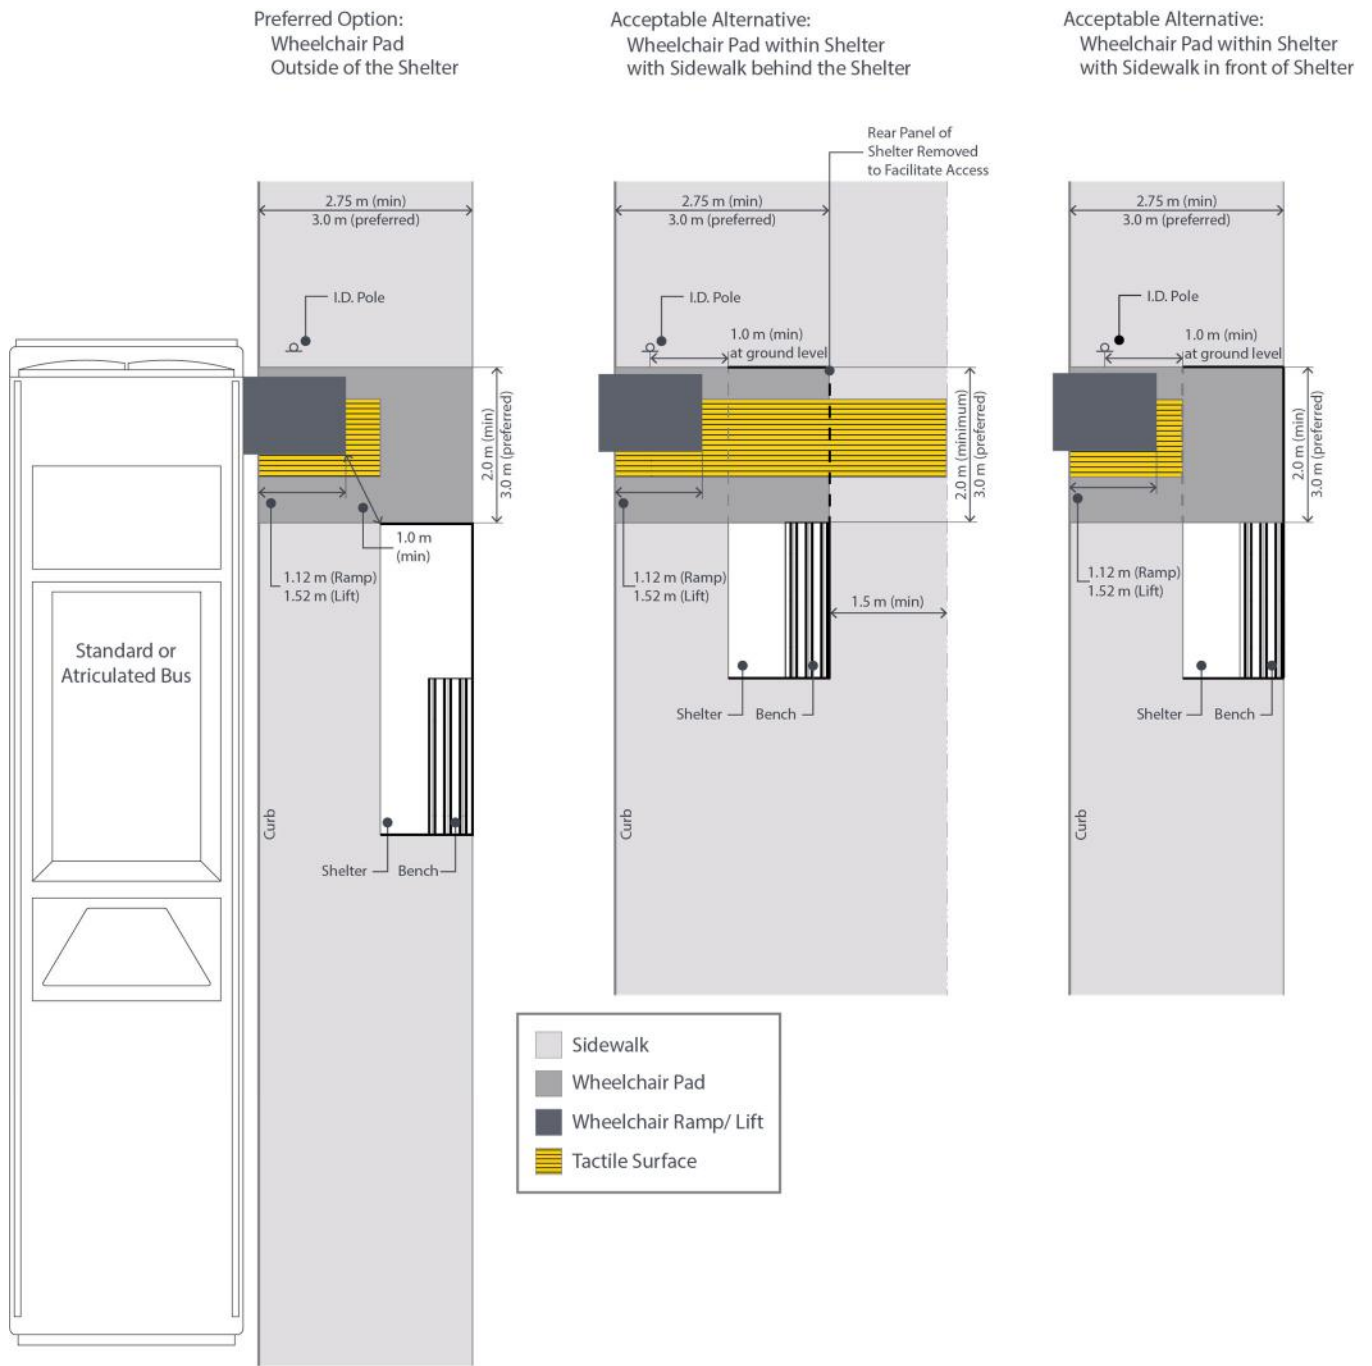 Preferred Option:
Wheelchair Pad
Outside of the Shelter
Acceptable Alternative:
Wheelchair Pad within Shelter
with Sidewalk behind the Shelter
Acceptable Alternative:
Wheelchair Pad within Shelter
with Sidewalk in front of Shelter
2.75 m (min)
3.0 m (preferred)
I.D. Pole
2.0 m (min)
3.0 m (preferred)
1.0 m
(min)
1.12 m (Ramp)
1.52 m (Lift)
Standard or
Atriculated Bus
Curb
Shelter
Bench
Rear Panel of
Shelter Removed
to Facilitate Access
2.75 m (min)
3.0 m (preferred)
I.D. Pole
1.0 m (min)
at ground level
2.0 m (minimum)
3.0 m (preferred)
1.12 m (Ramp)
1.52 m (Lift)
1.5 m (min)
Shelter
Bench
Curb
2.75 m (min)
3.0 m (preferred)
I.D. Pole
1.0 m (min)
at ground level
2.0 m (min)
3.0 m (preferred)
1.12 m (Ramp)
1.52 m (Lift)
Shelter
Bench
Curb
Sidewalk
Wheelchair Pad
Wheelchair Ramp/ Lift
Tactile Surface